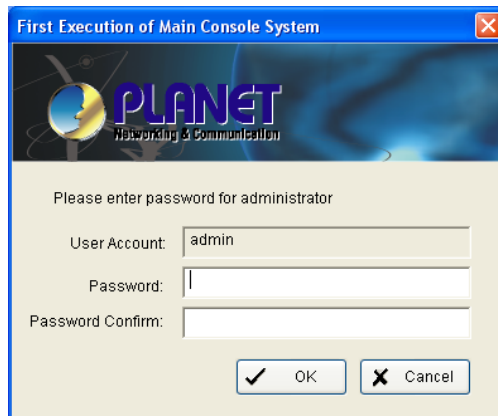 First Execution of Main Console System
PLANET
Networking & Communication
Please enter password for administrator
User Account: admin
Password:
Password Confirm:
OK Cancel